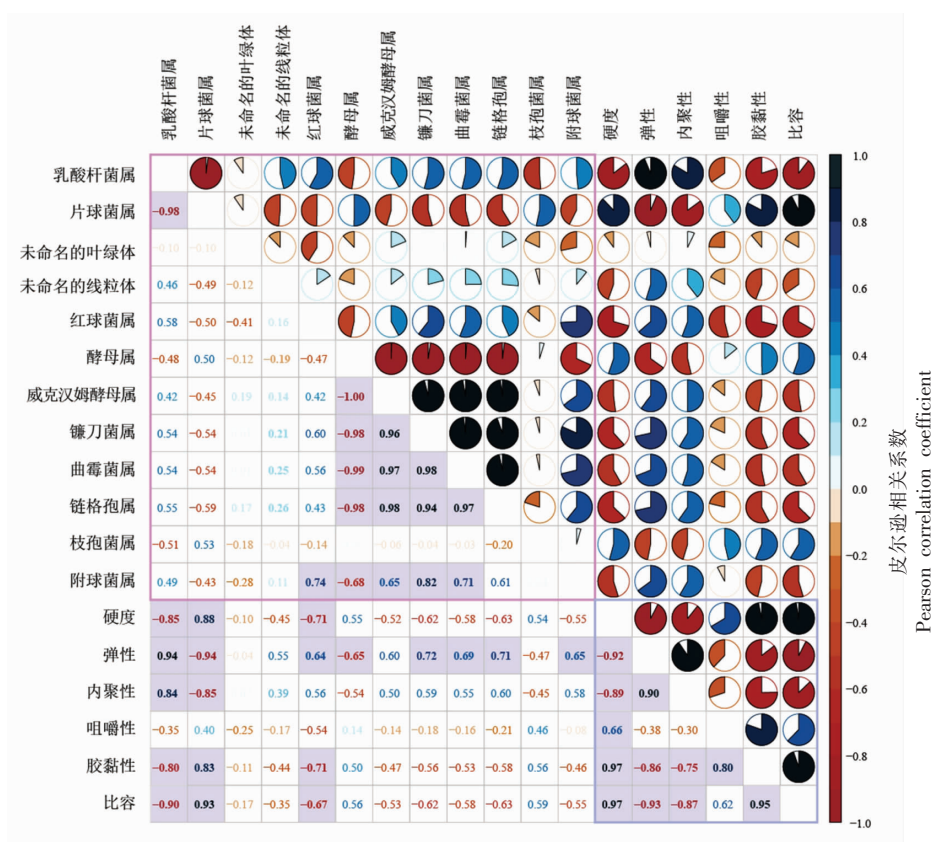 乳酸杆菌属 片球菌属 未命名的叶绿体 未命名的线粒体 红球菌属 酵母属 威克汉姆酵母属 镰刀菌属 曲霉菌属 链格孢属 枝孢菌属 附球菌属 硬度 弹性 内聚性 咀嚼性 胶黏性 比容
乳酸杆菌属
片球菌属 −0.98
未命名的叶绿体 −0.10 −0.10
未命名的线粒体 0.46 −0.49 −0.12
红球菌属 0.58 −0.50 −0.41 0.16
酵母属 −0.48 0.50 −0.12 −0.19 −0.47
威克汉姆酵母属 0.42 −0.45 0.19 0.14 0.42 −1.00
镰刀菌属 0.54 −0.54 0.21 0.60 −0.98 0.96
曲霉菌属 0.54 −0.54 0.25 0.56 −0.99 0.97 0.98
链格孢属 0.55 −0.59 0.17 0.26 0.43 −0.98 0.98 0.94 0.97
枝孢菌属 −0.51 0.53 −0.18 −0.04 −0.14 −0.06 −0.04 −0.03 −0.20
附球菌属 0.49 −0.43 −0.28 0.11 0.74 −0.68 0.65 0.82 0.71 0.61
硬度 −0.85 0.88 −0.10 −0.45 −0.71 0.55 −0.52 −0.62 −0.58 −0.63 0.54 −0.55
弹性 0.94 −0.94 −0.04 0.55 0.64 −0.65 0.60 0.72 0.69 0.71 −0.47 0.65 −0.92
内聚性 0.84 −0.85 0.39 0.56 −0.54 0.50 0.59 0.55 0.60 −0.45 0.58 −0.89 0.90
咀嚼性 −0.35 0.40 −0.25 −0.17 −0.54 0.14 −0.14 −0.18 −0.16 −0.21 0.46 −0.08 0.66 −0.38 −0.30
胶黏性 −0.80 0.83 −0.11 −0.44 −0.71 0.50 −0.47 −0.56 −0.53 −0.58 0.56 −0.46 0.97 −0.86 −0.75 0.80
比容 −0.90 0.93 −0.17 −0.35 −0.67 0.56 −0.53 −0.62 −0.58 −0.63 0.59 −0.55 0.97 −0.93 −0.87 0.62 0.95
1.0
0.8
0.6
0.4
0.2
0.0
−0.2
−0.4
−0.6
−0.8
−1.0
皮尔逊相关系数
Pearson correlation coefficient